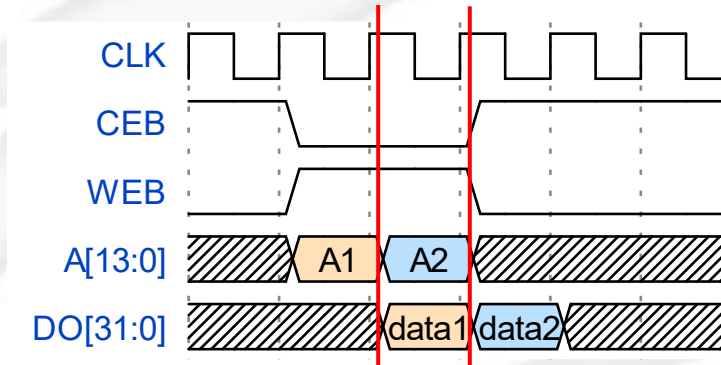 CLK
CEB
WEB
A[13:0] A1 A2
DO[31:0] data1 data2